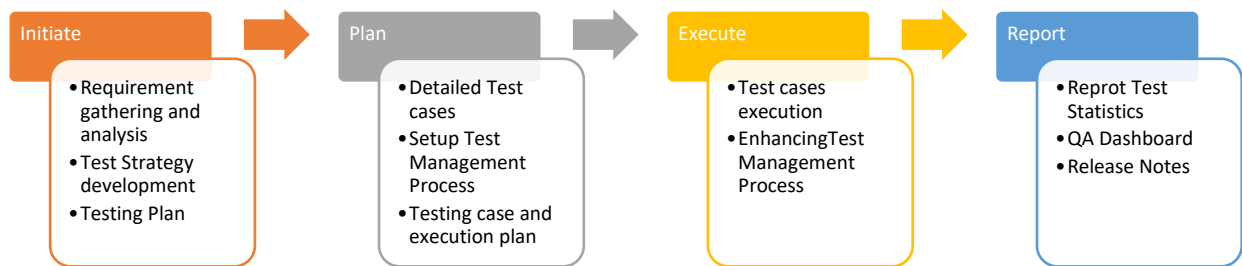 Initiate
• Requirement
gathering and
analysis
• Test Strategy
development
• Testing Plan
Plan
• Detailed Test
cases
• Setup Test
Management
Process
• Testing case and
execution plan
Execute
• Test cases
execution
• EnhancingTest
Management
Process
Report
• Reprot Test
Statistics
• QA Dashboard
• Release Notes